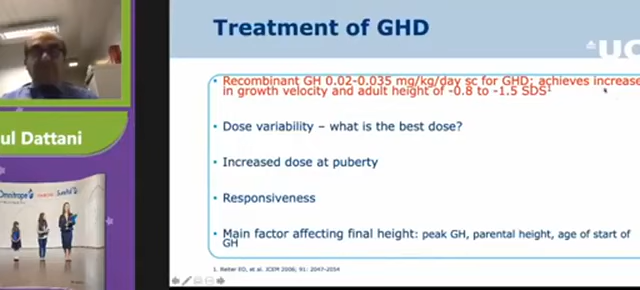 Treatment of GHD
UC
• Recombinant GH 0.02-0.035 mg/kg/day sc for GHD; achieves increase
in growth velocity and adult height of -0.8 to -1.5 SDS1
ul Dattani
• Dose variability – what is the best dose?
• Increased dose at puberty
• Responsiveness
Omnitrope
• Main factor affecting final height: peak GH, parental height, age of start of
GH
1. Reiter EO, et al. JCEM 2006; 91: 2047-2054